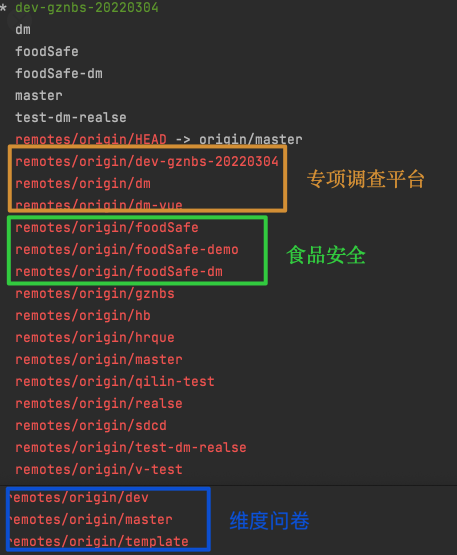 * dev-gznbs-20220304
dm
foodSafe
foodSafe-dm
master
test-dm-realse
remotes/origin/HEAD -> origin/master
remotes/origin/dev-gznbs-20220304
remotes/origin/dm
专项调查平台
remotes/origin/dm-vue
remotes/origin/foodSafe
remotes/origin/foodSafe-demo
食品安全
remotes/origin/foodSafe-dm
remotes/origin/gznbs
remotes/origin/hb
remotes/origin/hrque
remotes/origin/master
remotes/origin/qilin-test
remotes/origin/realse
remotes/origin/sdcd
remotes/origin/test-dm-realse
remotes/origin/v-test
remotes/origin/dev
remotes/origin/master
维度问卷
remotes/origin/template